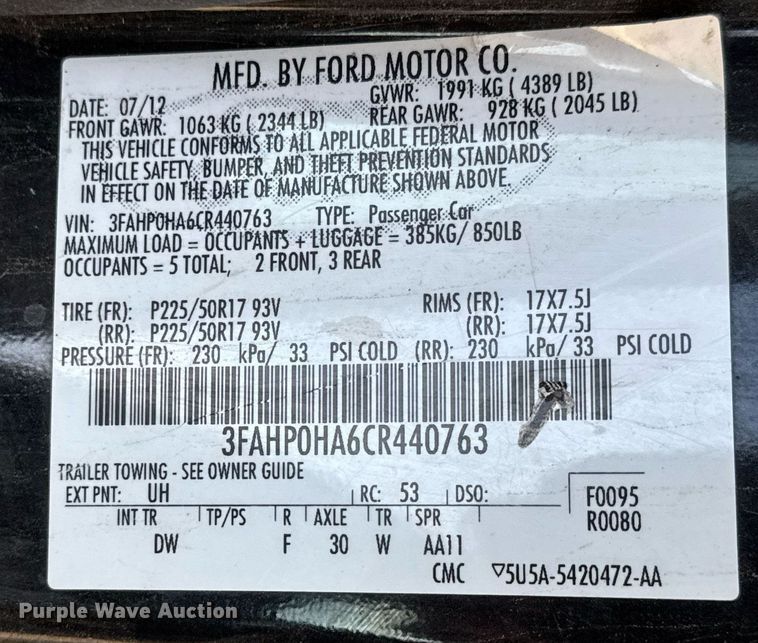 MFD. BY FORD MOTOR CO.
DATE: 07/12 GVWR: 1991 KG ( 4389 LB)
FRONT GAWR: 1063 KG ( 2344 LB) REAR GAWR: 928 KG ( 2045 LB)
THIS VEHICLE CONFORMS TO ALL APPLICABLE FEDERAL MOTOR
VEHICLE SAFETY, BUMPER, AND THEFT PREVENTION STANDARDS
IN EFFECT ON THE DATE OF MANUFACTURE SHOWN ABOVE.
VIN: 3FAHP0HA6CR440763 TYPE: Passenger Car
MAXIMUM LOAD = OCCUPANTS + LUGGAGE = 385KG/ 850LB
OCCUPANTS = 5 TOTAL; 2 FRONT, 3 REAR
TIRE (FR): P225/50R17 93V RIMS (FR): 17X7.5J
(RR): P225/50R17 93V (RR): 17X7.5J
PRESSURE (FR): 230 kPa/ 33 PSI COLD (RR): 230 kPa/ 33 PSI COLD
3FAHP0HA6CR440763
TRAILER TOWING - SEE OWNER GUIDE
EXT PNT: UH RC: 53 DSO: F0095
INT TR TP/PS R AXLE TR SPR R0080
DW F 30 W AA11
CMC ▽5U5A-5420472-AA
Purple Wave Auction